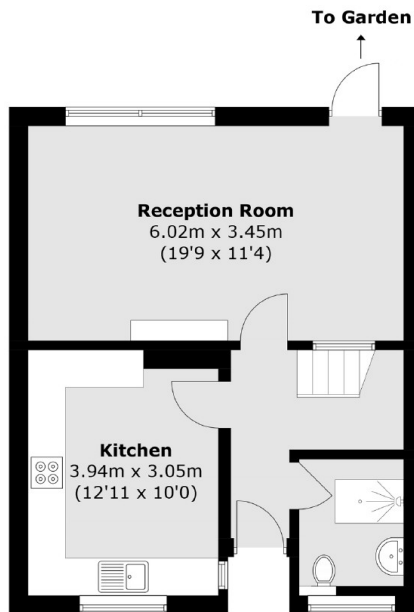 To Garden
Reception Room
6.02m x 3.45m
(19'9 x 11'4)
Kitchen
3.94m x 3.05m
(12'11 x 10'0)